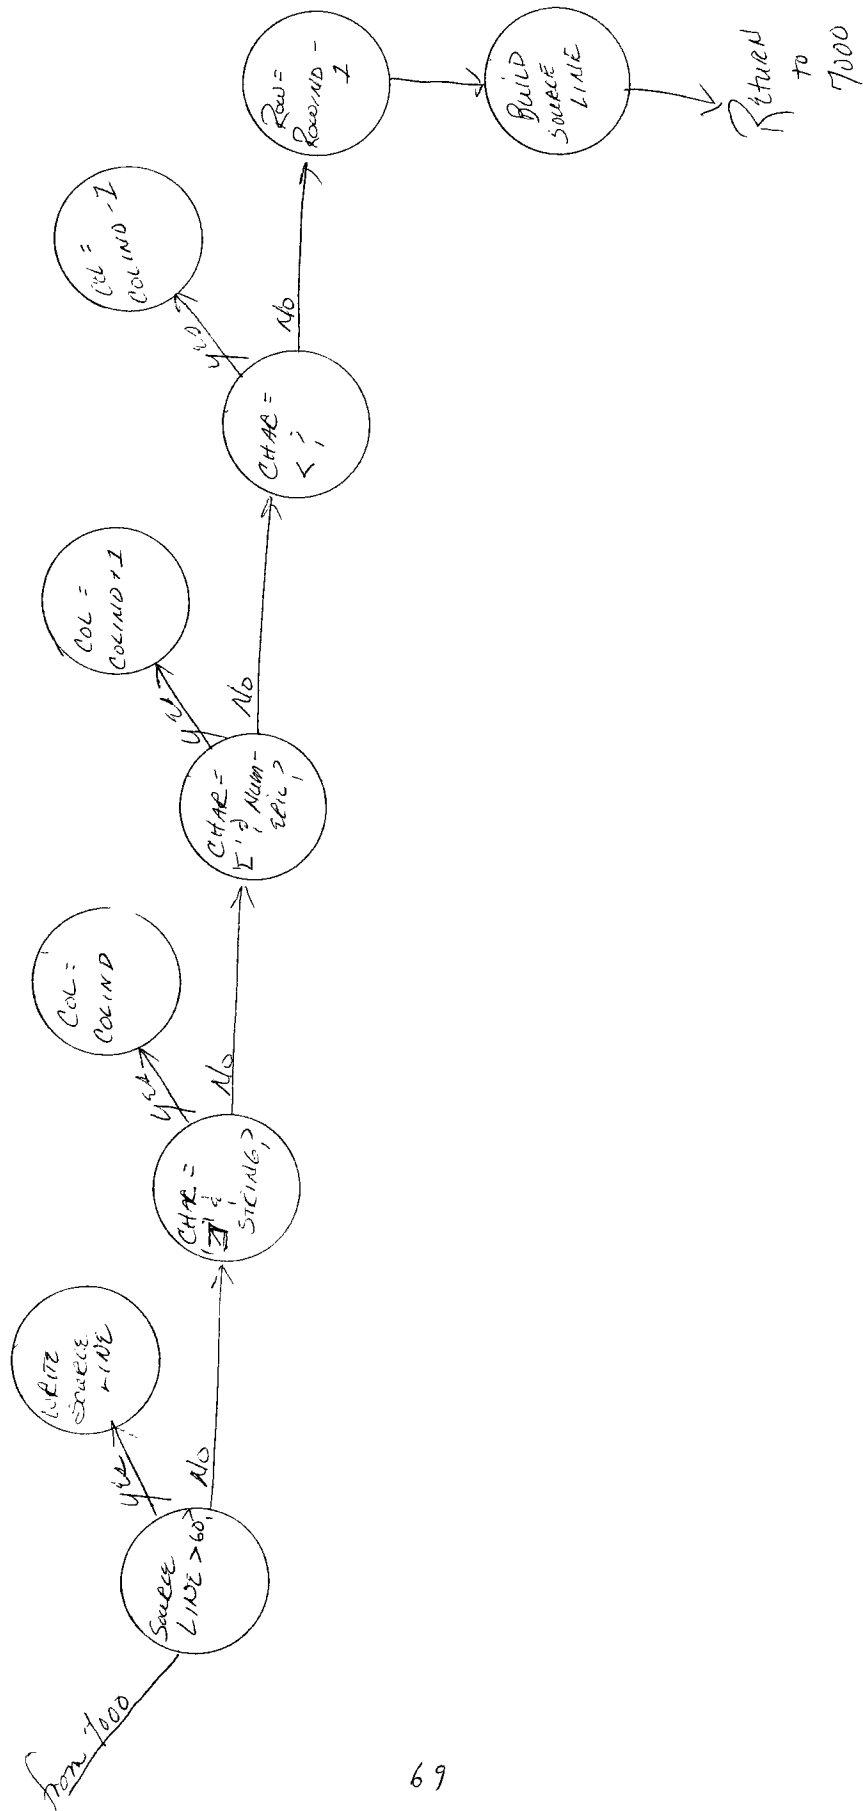 from 7000
Source
LINE > 60?
Yes
No
WRITE
SOURCE
LINE
CHAR =
STRING?
Yes
No
COL =
COLIND
CHAR =
NUM-
ERIC?
Yes
No
COL =
COLIND+1
CHAR =
<?
Yes
No
COL =
COLIND-1
ROW =
ROWIND-
1
BUILD
SOURCE
LINE
Return
to
7000
69